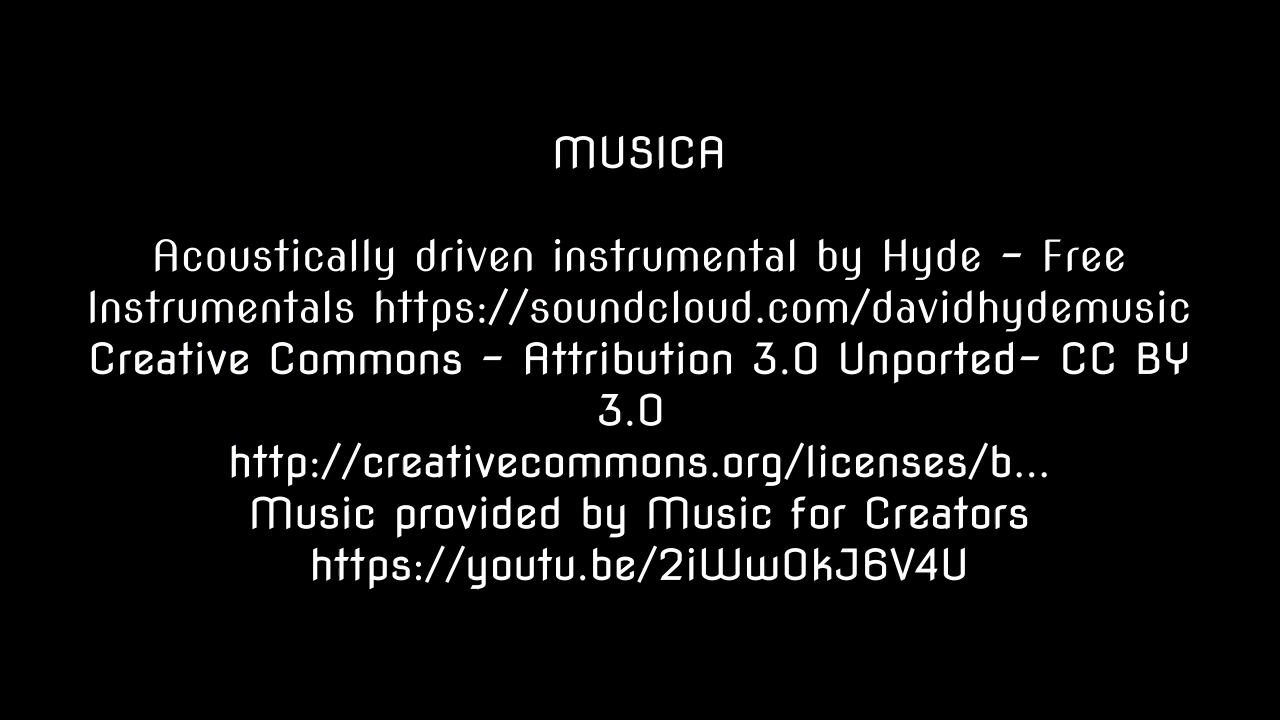 MUSICA
Acoustically driven instrumental by Hyde - Free
Instrumentals https://soundcloud.com/davidhydemusic
Creative Commons - Attribution 3.0 Unported- CC BY
3.0
http://creativecommons.org/licenses/b...
Music provided by Music for Creators
https://youtu.be/2iWwOkJ6V4U